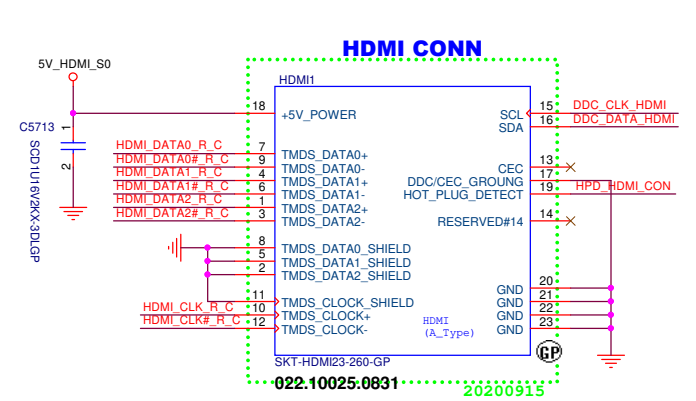 HDMI CONN
5V_HDMI_S0
HDMI1
18 +5V_POWER
SCL 15 DDC_CLK_HDMI
SDA 16 DDC_DATA_HDMI
C5713
1
2
SCD-1U16V2KX-3DLGP
HDMI_DATA0_R_C 7 TMDS_DATA0+
HDMI_DATA0#_R_C 9 TMDS_DATA0-
HDMI_DATA1_R_C 4 TMDS_DATA1+
HDMI_DATA1#_R_C 6 TMDS_DATA1-
HDMI_DATA2_R_C 1 TMDS_DATA2+
HDMI_DATA2#_R_C 3 TMDS_DATA2-
CEC 13
DDC/CEC_GROUNG 17
HOT_PLUG_DETECT 19 HPD_HDMI_CON
RESERVED#14 14
8 TMDS_DATA0_SHIELD
5 TMDS_DATA1_SHIELD
2 TMDS_DATA2_SHIELD
11 TMDS_CLOCK_SHIELD
HDMI_CLK_R_C 10 TMDS_CLOCK+
HDMI_CLK#_R_C 12 TMDS_CLOCK-
GND 20
GND 21
GND 22
GND 23
HDMI
(A_Type)
GP
SKT-HDMI23-260-GP
022.10025.0831
20200915